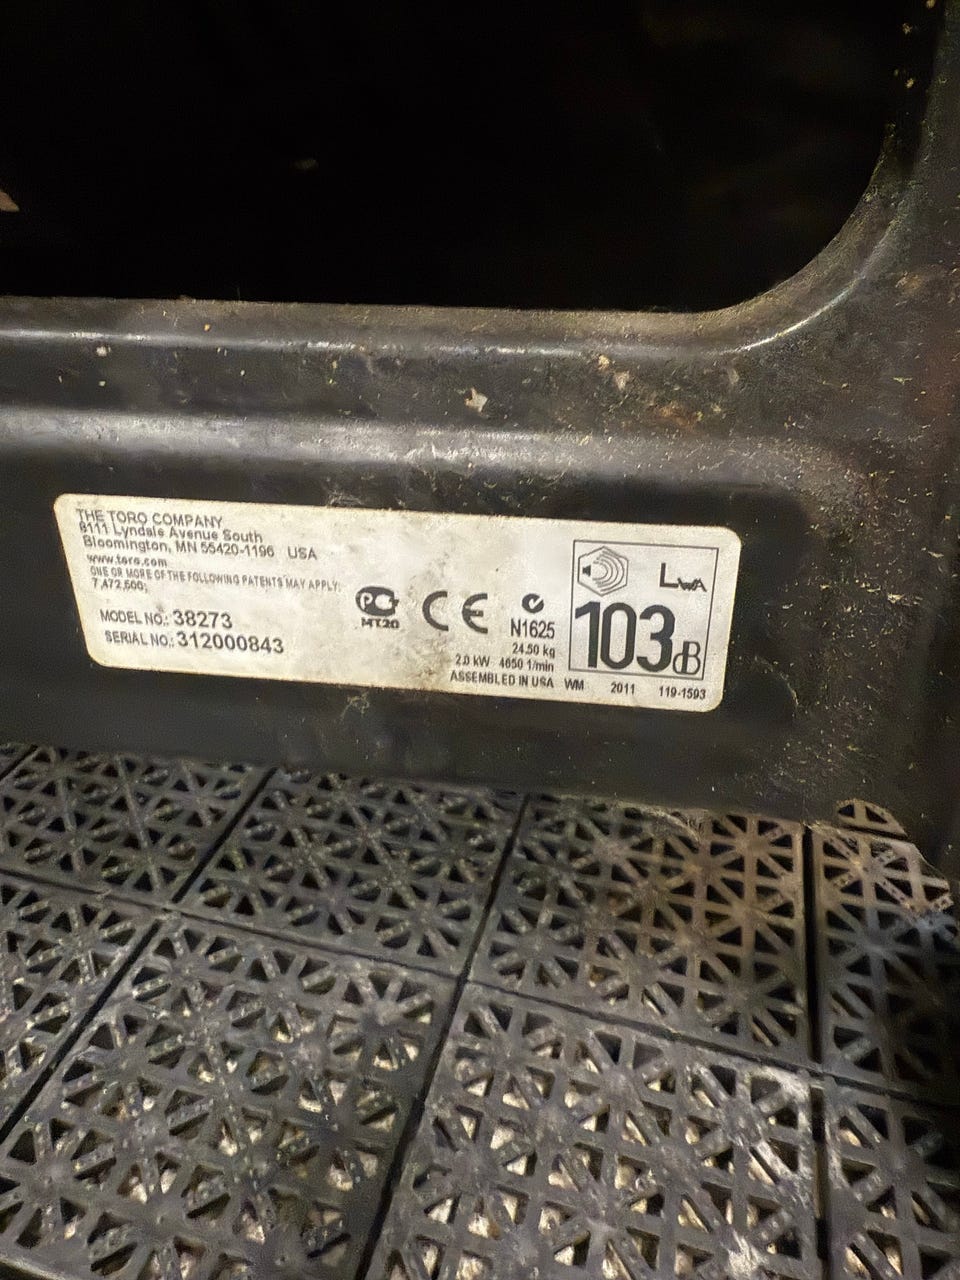 THE TORO COMPANY
8111 Lyndale Avenue South
Bloomington, MN 55420-1196 USA
www.toro.com
ONE OR MORE OF THE FOLLOWING PATENTS MAY APPLY:
7,472,500;
MODEL NO.: 38273
SERIAL NO.: 312000843
PC
MT20
CE
N1625
24.50 kg
2.0 kW 4650 1/min
ASSEMBLED IN USA WM 2011 119-1593
LWA
103dB